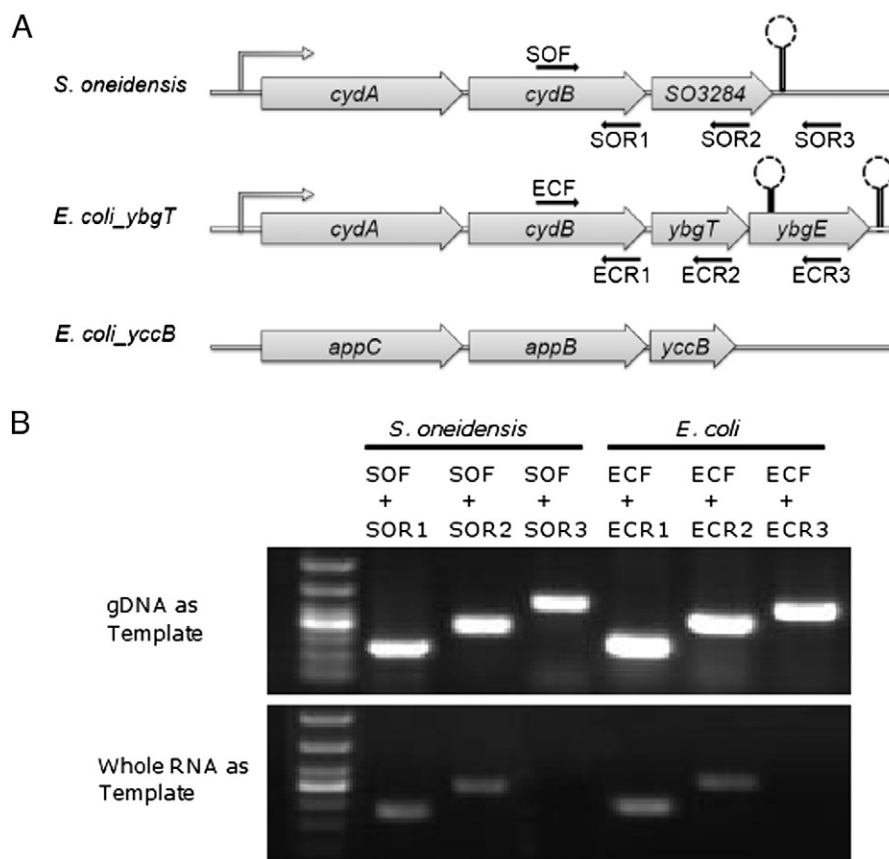 A
S. oneidensis
SOF
cydA cydB SO3284
SOR1 SOR2 SOR3
E. coli_ybgT
ECF
cydA cydB ybgT ybgE
ECR1 ECR2 ECR3
E. coli_yccB
appC appB yccB
B
S. oneidensis E. coli
SOF SOF SOF ECF ECF ECF
+ + + + + +
SOR1 SOR2 SOR3 ECR1 ECR2 ECR3
gDNA as
Template
Whole RNA as
Template